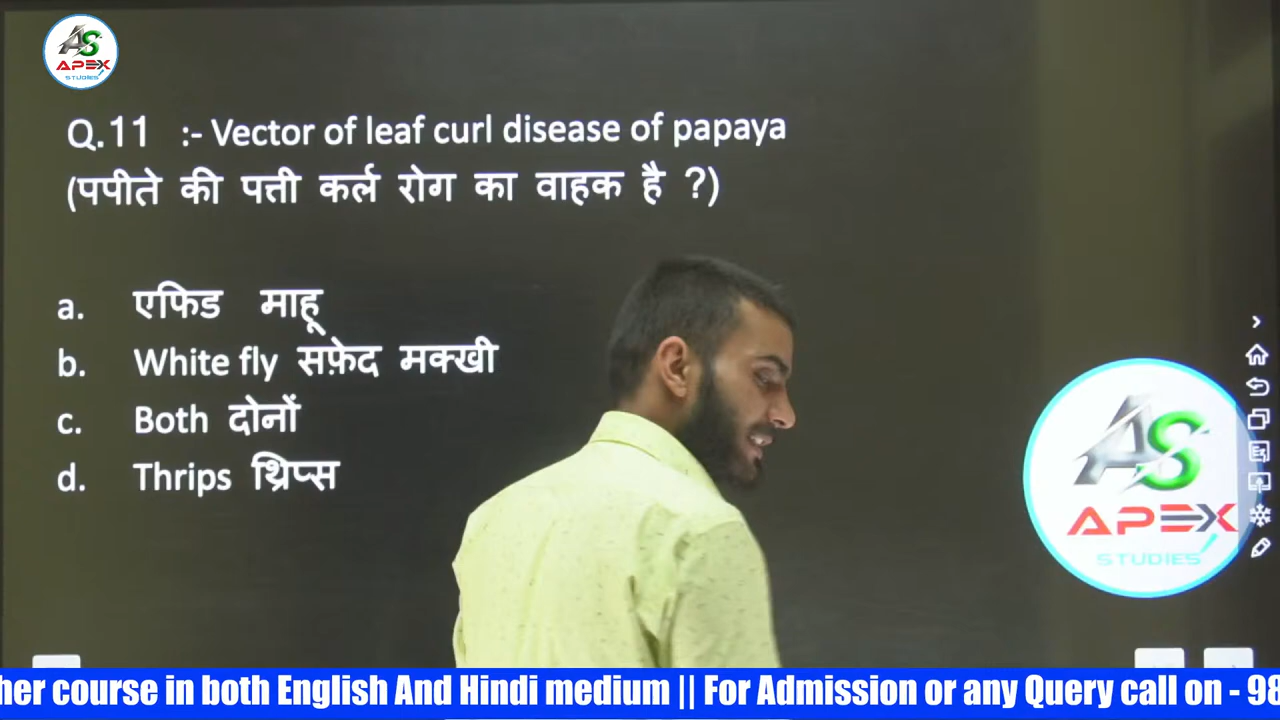 AS
APEX
STUDIES
Q.11 :- Vector of leaf curl disease of papaya
(पपीते की पत्ती कर्ल रोग का वाहक है ?)
a. एफिड माहू
b. White fly सफ़ेद मक्खी
c. Both दोनों
d. Thrips थ्रिप्स
AS
APEX
STUDIES
her course in both English And Hindi medium || For Admission or any Query call on - 98